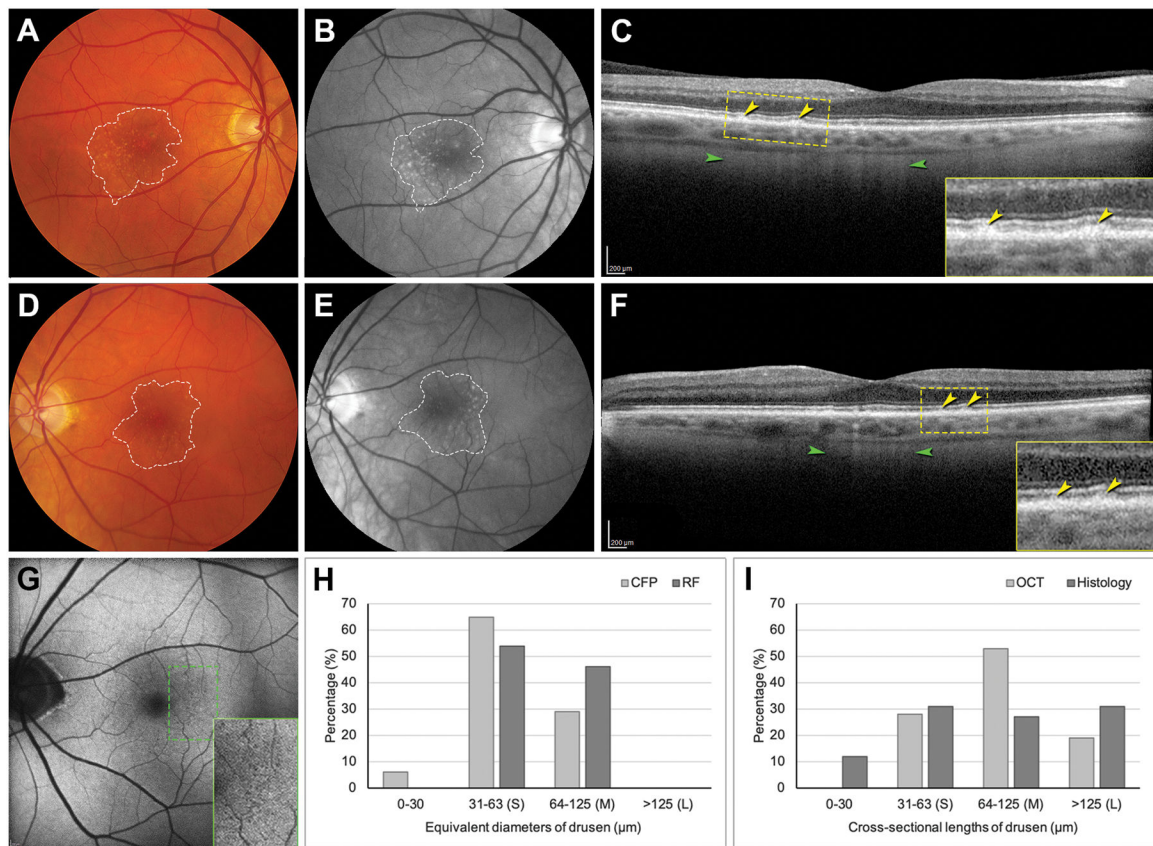 A
B
C
200 µm
D
E
F
200 µm
G
H
CFP RF
Percentage (%)
70
60
50
40
30
20
10
0
0-30 31-63 (S) 64-125 (M) >125 (L)
Equivalent diameters of drusen (µm)
I
OCT Histology
Percentage (%)
70
60
50
40
30
20
10
0
0-30 31-63 (S) 64-125 (M) >125 (L)
Cross-sectional lengths of drusen (µm)